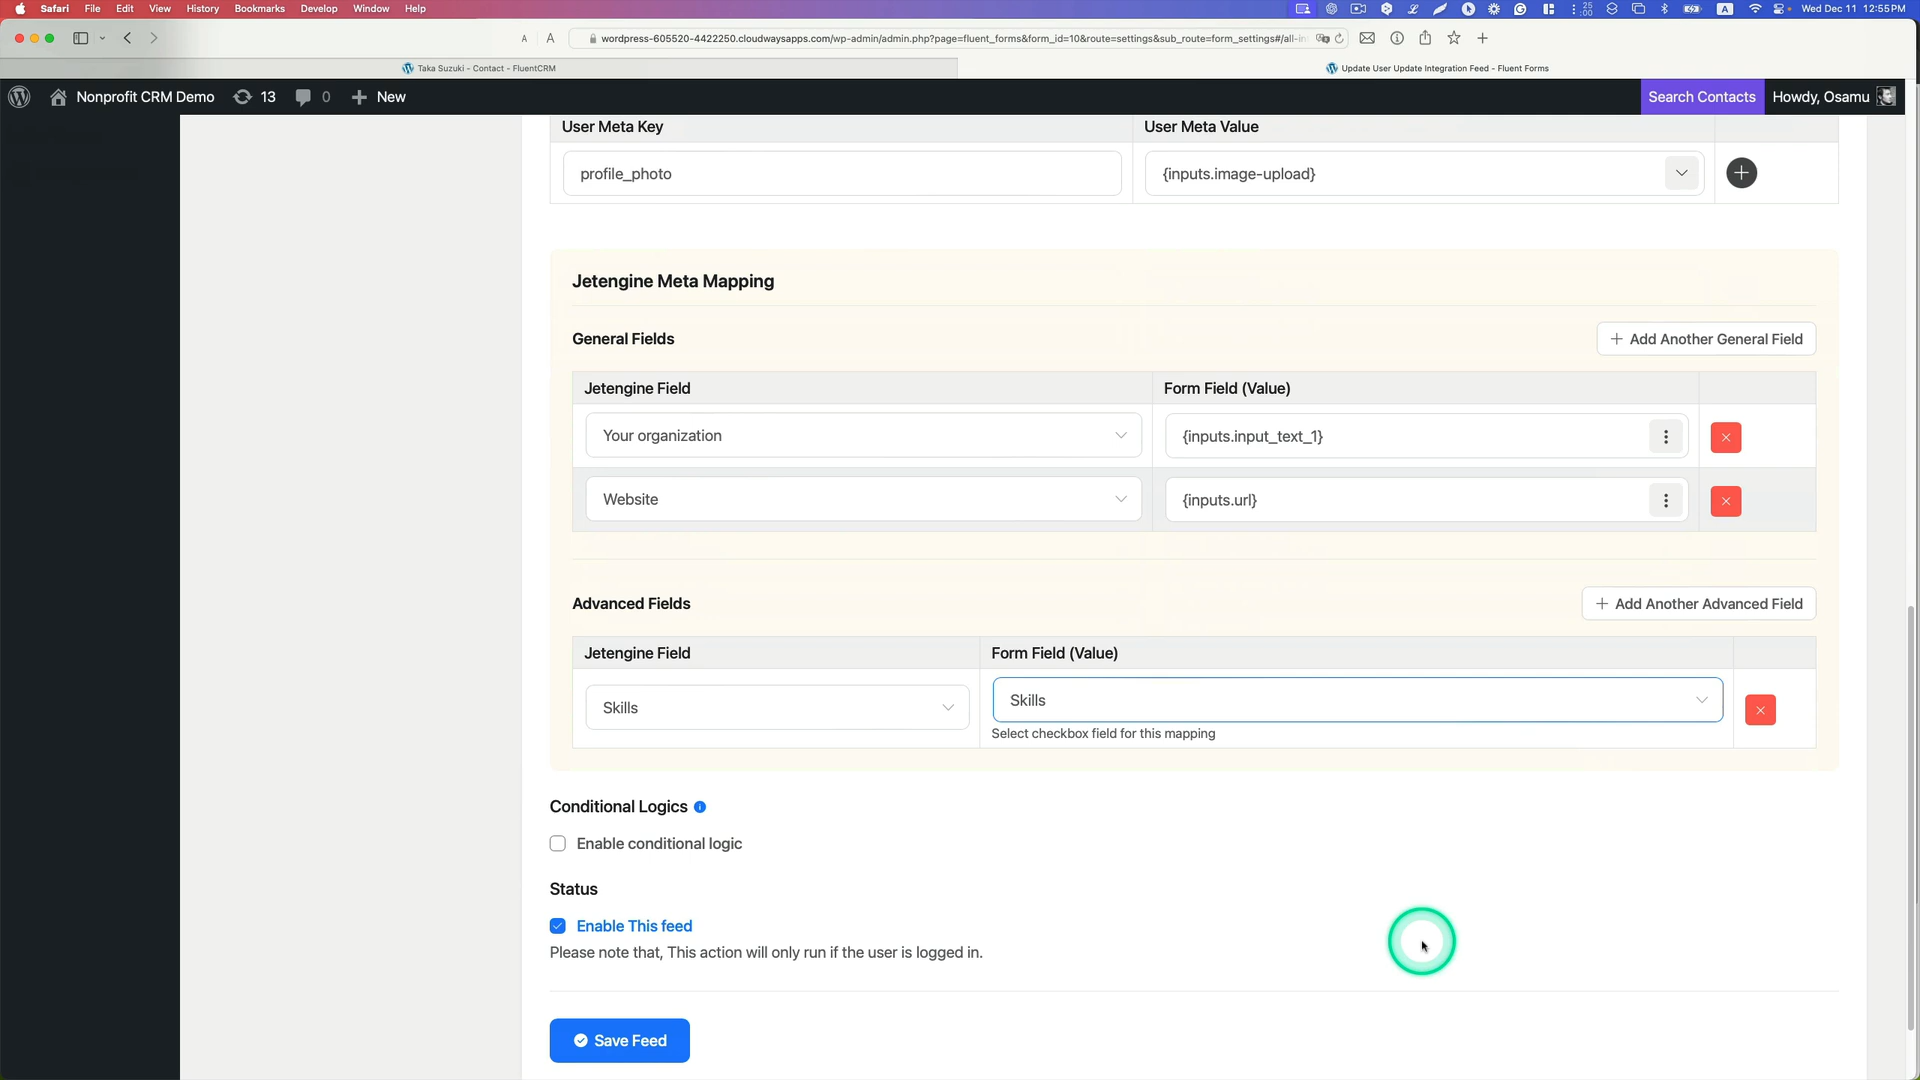 Safari File Edit View History Bookmarks Develop Window Help
Wed Dec 11 12:55PM
A A
wordpress-605520-4422250.cloudwaysapps.com/wp-admin/admin.php?page=fluent_forms&form_id=10&route=settings&sub_route=form_settings#/all-in
Taka Suzuki - Contact - FluentCRM
Update User Update Integration Feed - Fluent Forms
Nonprofit CRM Demo 13 0 New
Search Contacts Howdy, Osamu
User Meta Key User Meta Value
profile_photo {inputs.image-upload}
Jetengine Meta Mapping
General Fields Add Another General Field
Jetengine Field Form Field (Value)
Your organization {inputs.input_text_1}
Website {inputs.url}
Advanced Fields Add Another Advanced Field
Jetengine Field Form Field (Value)
Skills Skills
Select checkbox field for this mapping
Conditional Logics
Enable conditional logic
Status
Enable This feed
Please note that, This action will only run if the user is logged in.
Save Feed